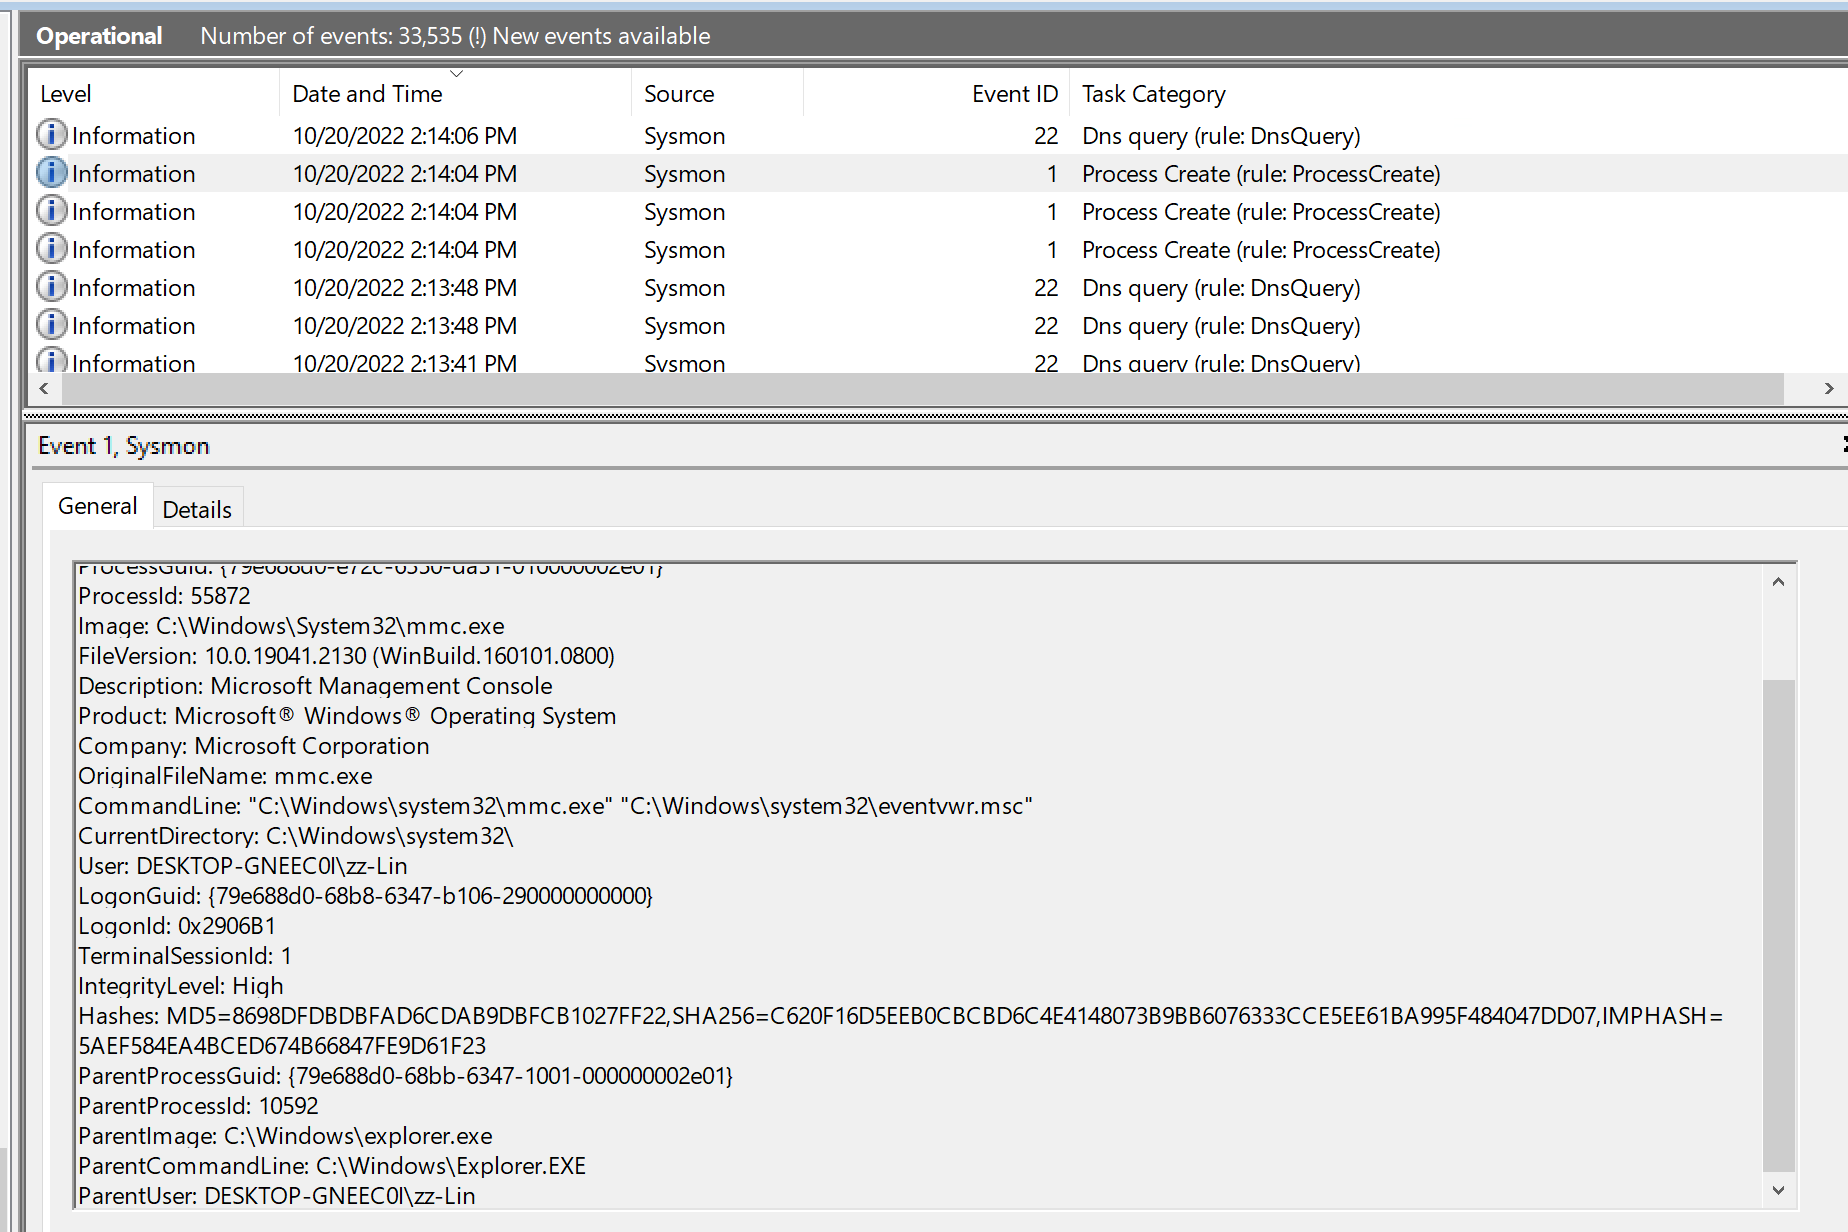 Operational Number of events: 33,535 (!) New events available
Level Date and Time Source Event ID Task Category
Information 10/20/2022 2:14:06 PM Sysmon 22 Dns query (rule: DnsQuery)
Information 10/20/2022 2:14:04 PM Sysmon 1 Process Create (rule: ProcessCreate)
Information 10/20/2022 2:14:04 PM Sysmon 1 Process Create (rule: ProcessCreate)
Information 10/20/2022 2:14:04 PM Sysmon 1 Process Create (rule: ProcessCreate)
Information 10/20/2022 2:13:48 PM Sysmon 22 Dns query (rule: DnsQuery)
Information 10/20/2022 2:13:48 PM Sysmon 22 Dns query (rule: DnsQuery)
Information 10/20/2022 2:13:41 PM Sysmon 22 Dns query (rule: DnsQuery)
Event 1, Sysmon
General Details
ProcessGuid:
ProcessId: 55872
Image: C:\Windows\System32\mmc.exe
FileVersion: 10.0.19041.2130 (WinBuild.160101.0800)
Description: Microsoft Management Console
Product: Microsoft® Windows® Operating System
Company: Microsoft Corporation
OriginalFileName: mmc.exe
CommandLine: "C:\Windows\system32\mmc.exe" "C:\Windows\system32\eventvwr.msc"
CurrentDirectory: C:\Windows\system32\
User: DESKTOP-GNEEC0I\zz-Lin
LogonGuid: {79e688d0-68b8-6347-b106-290000000000}
LogonId: 0x2906B1
TerminalSessionId: 1
IntegrityLevel: High
Hashes: MD5=8698DFDBDBFAD6CDAB9DBFCB1027FF22,SHA256=C620F16D5EEB0CBCBD6C4E4148073B9BB6076333CCE5EE61BA995F484047DD07,IMPHASH=
5AEF584EA4BCED674B66847FE9D61F23
ParentProcessGuid: {79e688d0-68bb-6347-1001-000000002e01}
ParentProcessId: 10592
ParentImage: C:\Windows\explorer.exe
ParentCommandLine: C:\Windows\Explorer.EXE
ParentUser: DESKTOP-GNEEC0I\zz-Lin